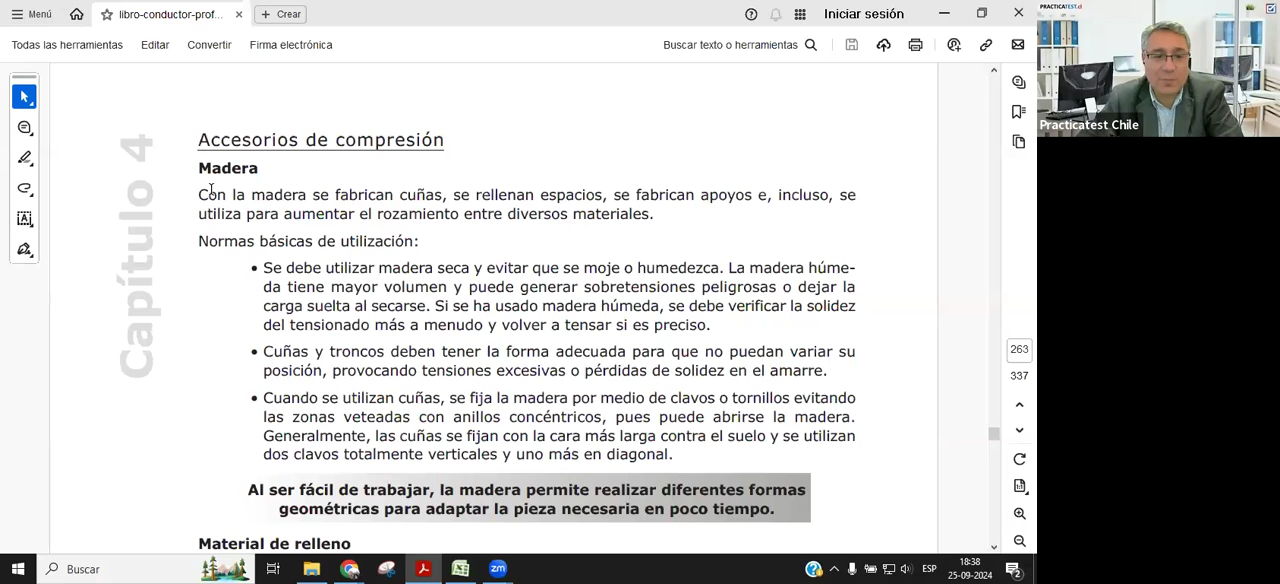 Menú
libro-conductor-prof...
Crear
Iniciar sesión
PRACTICATEST.cl
Todas las herramientas
Editar
Convertir
Firma electrónica
Buscar texto o herramientas
Practicatest Chile
Capítulo 4
Accesorios de compresión
Madera
Con la madera se fabrican cuñas, se rellenan espacios, se fabrican apoyos e, incluso, se
utiliza para aumentar el rozamiento entre diversos materiales.
Normas básicas de utilización:
• Se debe utilizar madera seca y evitar que se moje o humedezca. La madera húme-
da tiene mayor volumen y puede generar sobretensiones peligrosas o dejar la
carga suelta al secarse. Si se ha usado madera húmeda, se debe verificar la solidez
del tensionado más a menudo y volver a tensar si es preciso.
• Cuñas y troncos deben tener la forma adecuada para que no puedan variar su
posición, provocando tensiones excesivas o pérdidas de solidez en el amarre.
• Cuando se utilizan cuñas, se fija la madera por medio de clavos o tornillos evitando
las zonas veteadas con anillos concéntricos, pues puede abrirse la madera.
Generalmente, las cuñas se fijan con la cara más larga contra el suelo y se utilizan
dos clavos totalmente verticales y uno más en diagonal.
Al ser fácil de trabajar, la madera permite realizar diferentes formas
geométricas para adaptar la pieza necesaria en poco tiempo.
Material de relleno
263
337
Buscar
zm
ESP
18:38
25-09-2024
2